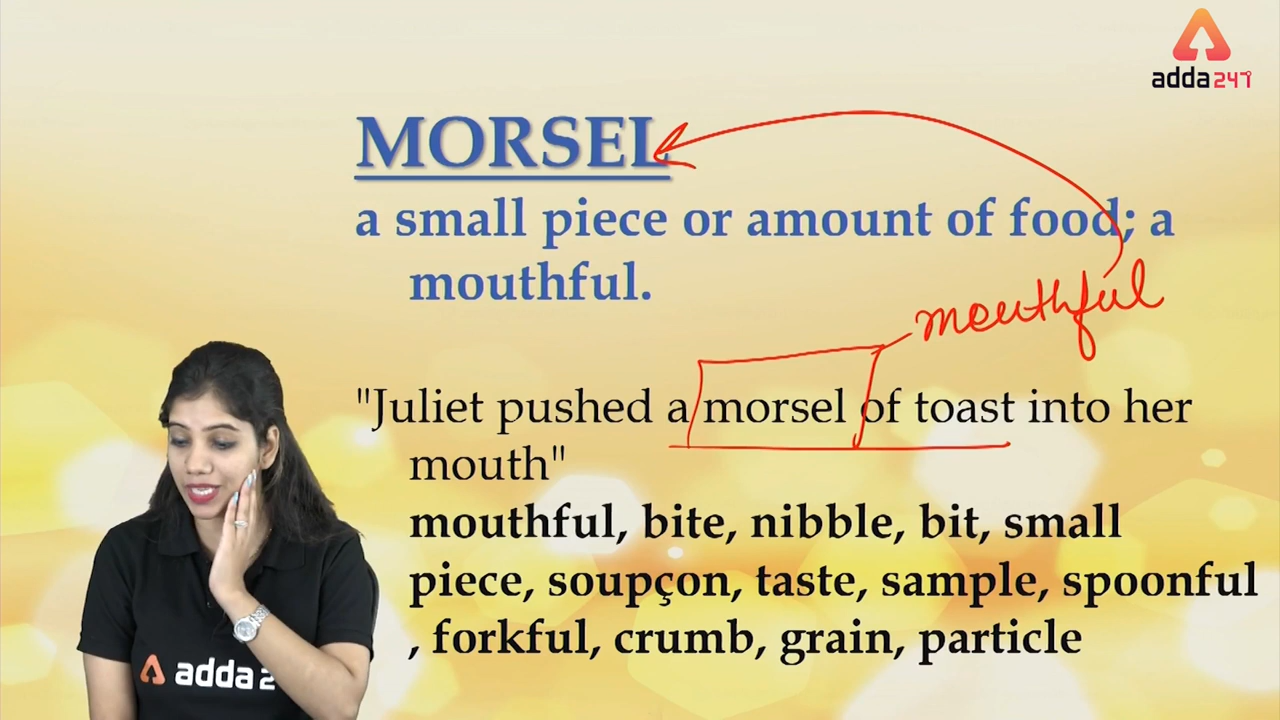 adda247
MORSEL
a small piece or amount of food; a
mouthful.
mouthful
"Juliet pushed a morsel of toast into her
mouth"
mouthful, bite, nibble, bit, small
piece, soupçon, taste, sample, spoonful
, forkful, crumb, grain, particle
adda 2